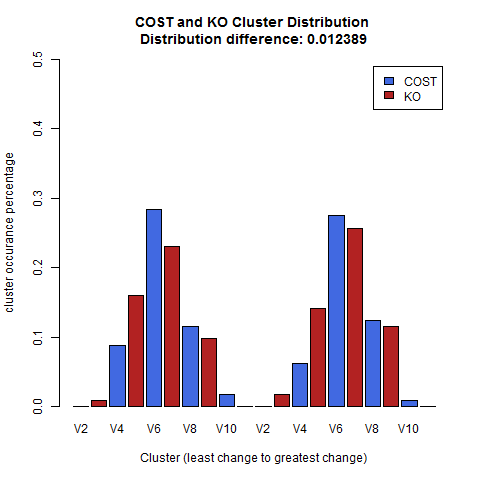 COST and KO Cluster Distribution
Distribution difference: 0.012389
COST
KO
cluster occurance percentage
0.5
0.4
0.3
0.2
0.1
0.0
V2 V4 V6 V8 V10 V2 V4 V6 V8 V10
Cluster (least change to greatest change)